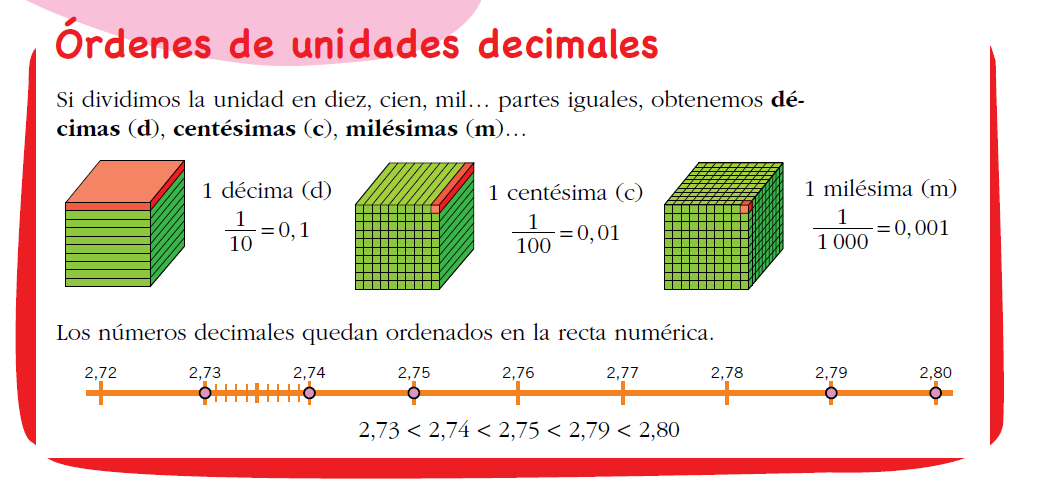 Órdenes de unidades decimales
Si dividimos la unidad en diez, cien, mil… partes iguales, obtenemos dé-
cimas (d), centésimas (c), milésimas (m)…
1 décima (d)
1/10 = 0,1
1 centésima (c)
1/100 = 0,01
1 milésima (m)
1/1 000 = 0,001
Los números decimales quedan ordenados en la recta numérica.
2,72 2,73 2,74 2,75 2,76 2,77 2,78 2,79 2,80
2,73 < 2,74 < 2,75 < 2,79 < 2,80